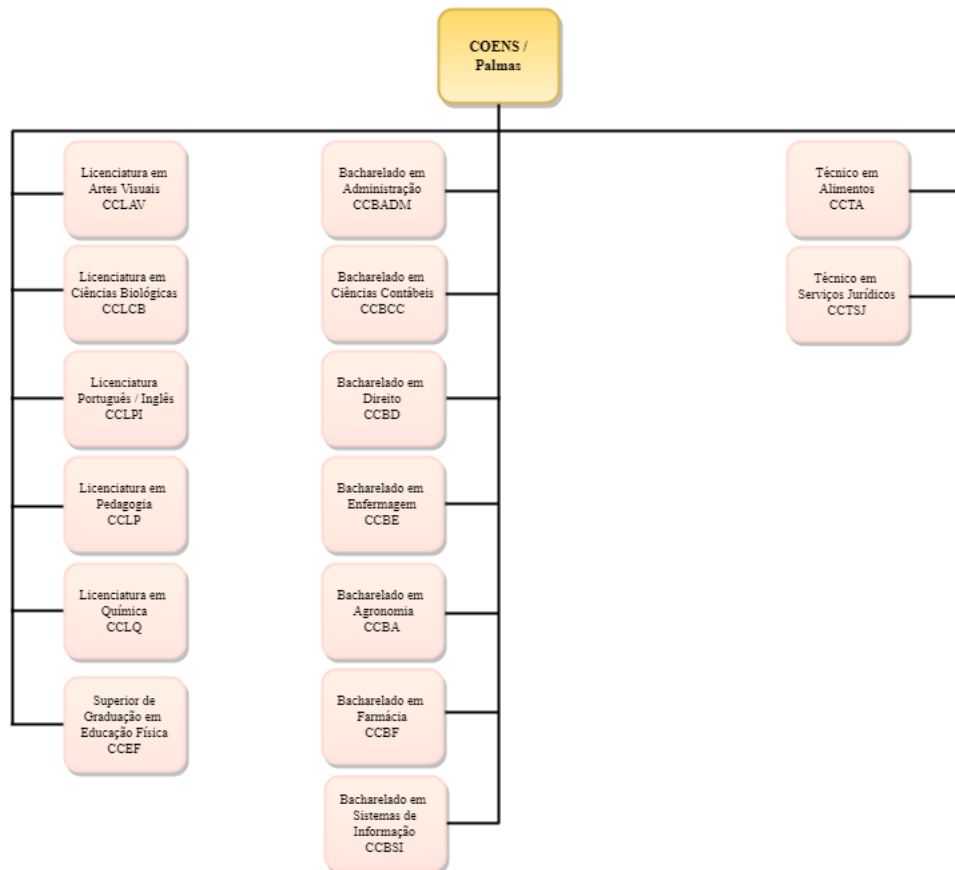 COENS /
Palmas
Licenciatura em
Artes Visuais
CCLAV
Licenciatura em
Ciências Biológicas
CCLCB
Licenciatura
Português / Inglês
CCLPI
Licenciatura em
Pedagogia
CCLP
Licenciatura em
Química
CCLQ
Superior de
Graduação em
Educação Física
CCEF
Bacharelado em
Administração
CCBADM
Bacharelado em
Ciências Contábeis
CCBCC
Bacharelado em
Direito
CCBD
Bacharelado em
Enfermagem
CCBE
Bacharelado em
Agronomia
CCBA
Bacharelado em
Farmácia
CCBF
Bacharelado em
Sistemas de
Informação
CCBSI
Técnico em
Alimentos
CCTA
Técnico em
Serviços Jurídicos
CCTSJ